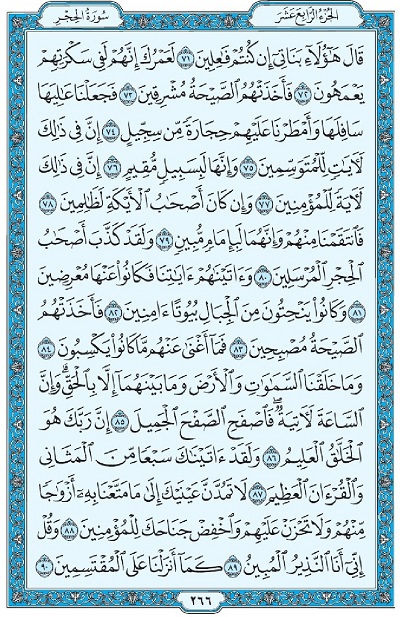 الجزء الرابع عشر
سورة الحجر
قَالَ هَٰٓؤُلَآءِ بَنَاتِىٓ إِن كُنتُمْ فَٰعِلِينَ ٧١ لَعَمْرُكَ إِنَّهُمْ لَفِى سَكْرَتِهِمْ
يَعْمَهُونَ ٧٢ فَأَخَذَتْهُمُ ٱلصَّيْحَةُ مُشْرِقِينَ ٧٣ فَجَعَلْنَا عَٰلِيَهَا
سَافِلَهَا وَأَمْطَرْنَا عَلَيْهِمْ حِجَارَةً مِّن سِجِّيلٍ ٧٤ إِنَّ فِى ذَٰلِكَ
لَءَايَٰتٍ لِّلْمُتَوَسِّمِينَ ٧٥ وَإِنَّهَا لَبِسَبِيلٍ مُّقِيمٍ ٧٦ إِنَّ فِى ذَٰلِكَ
لَءَايَةً لِّلْمُؤْمِنِينَ ٧٧ وَإِن كَانَ أَصْحَٰبُ ٱلْأَيْكَةِ لَظَٰلِمِينَ ٧٨
فَٱنتَقَمْنَا مِنْهُمْ وَإِنَّهُمَا لَبِإِمَامٍ مُّبِينٍ ٧٩ وَلَقَدْ كَذَّبَ أَصْحَٰبُ
ٱلْحِجْرِ ٱلْمُرْسَلِينَ ٨٠ وَءَاتَيْنَٰهُمْ ءَايَٰتِنَا فَكَانُوا۟ عَنْهَا مُعْرِضِينَ
٨١ وَكَانُوا۟ يَنْحِتُونَ مِنَ ٱلْجِبَالِ بُيُوتًا ءَامِنِينَ ٨٢ فَأَخَذَتْهُمُ
ٱلصَّيْحَةُ مُصْبِحِينَ ٨٣ فَمَآ أَغْنَىٰ عَنْهُم مَّا كَانُوا۟ يَكْسِبُونَ ٨٤
وَمَا خَلَقْنَا ٱلسَّمَٰوَٰتِ وَٱلْأَرْضَ وَمَا بَيْنَهُمَآ إِلَّا بِٱلْحَقِّ ۗ وَإِنَّ
ٱلسَّاعَةَ لَءَاتِيَةٌ ۖ فَٱصْفَحِ ٱلصَّفْحَ ٱلْجَمِيلَ ٨٥ إِنَّ رَبَّكَ هُوَ
ٱلْخَلَّٰقُ ٱلْعَلِيمُ ٨٦ وَلَقَدْ ءَاتَيْنَٰكَ سَبْعًا مِّنَ ٱلْمَثَانِى
وَٱلْقُرْءَانَ ٱلْعَظِيمَ ٨٧ لَا تَمُدَّنَّ عَيْنَيْكَ إِلَىٰ مَا مَتَّعْنَا بِهِۦٓ أَزْوَٰجًا
مِّنْهُمْ وَلَا تَحْزَنْ عَلَيْهِمْ وَٱخْفِضْ جَنَاحَكَ لِلْمُؤْمِنِينَ ٨٨ وَقُلْ
إِنِّىٓ أَنَا ٱلنَّذِيرُ ٱلْمُبِينُ ٨٩ كَمَآ أَنزَلْنَا عَلَى ٱلْمُقْتَسِمِينَ ٩٠
٢٦٦